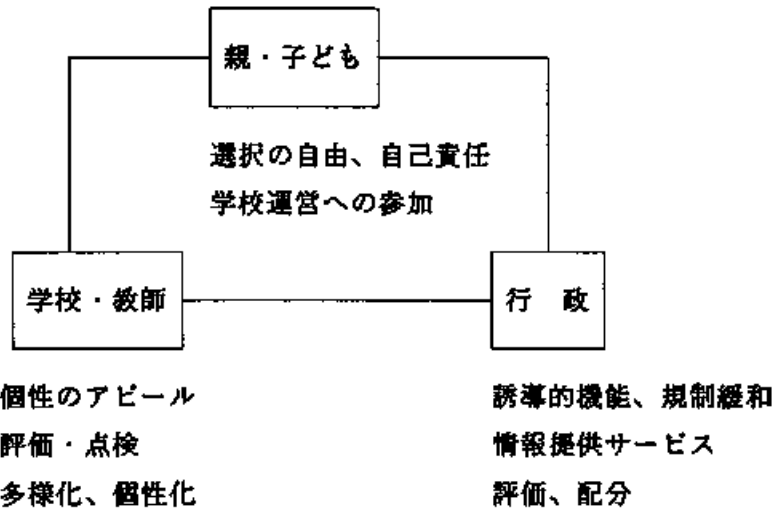 親・子ども
選択の自由、自己責任
学校運営への参加
学校・教師
行 政
個性のアピール
評価・点検
多様化、個性化
誘導的機能、規制緩和
情報提供サービス
評価、配分